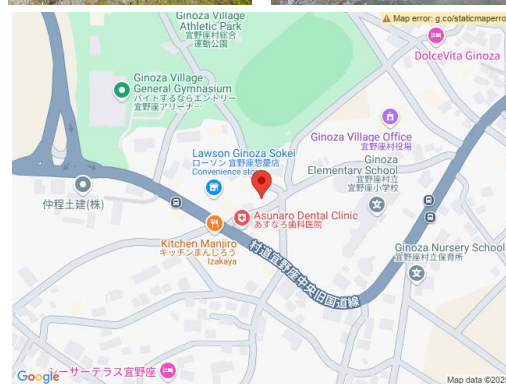 Ginoza Village
Athletic Park
宜野座村総合
運動公園
Map error: g.co/staticmaperro
DolceVita Ginoza
Ginoza Village
General Gymnasium
バイトするならエントリー
宜野座アリーナ…
Ginoza Village Office
宜野座村役場
Lawson Ginoza Sokei
ローソン 宜野座惣慶店
Convenience sto
Ginoza
Elementary School
宜野座村立
宜野座小学校
仲程土建(株)
Asunaro Dental Clinic
あすなろ歯科医院
Kitchen Manjiro
キッチンまんじろう
Izakaya
村道宜野座中央旧国道線
Ginoza Nursery School
宜野座村立保育所
ーサーテラス宜野座
Google
Map data ©202